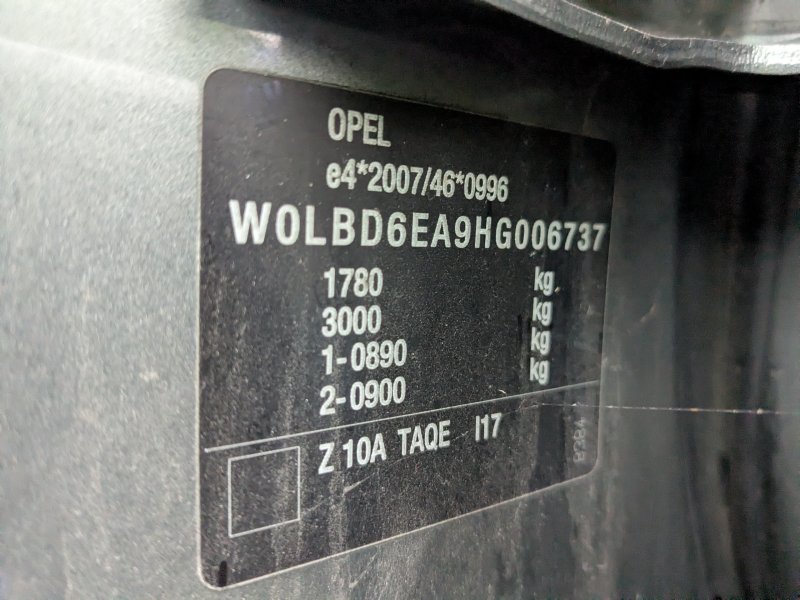 OPEL
e4*2007/46*0996
W0LBD6EA9HG006737
1780 kg
3000 kg
1-0890 kg
2-0900 kg
Z 10A TAQE I17